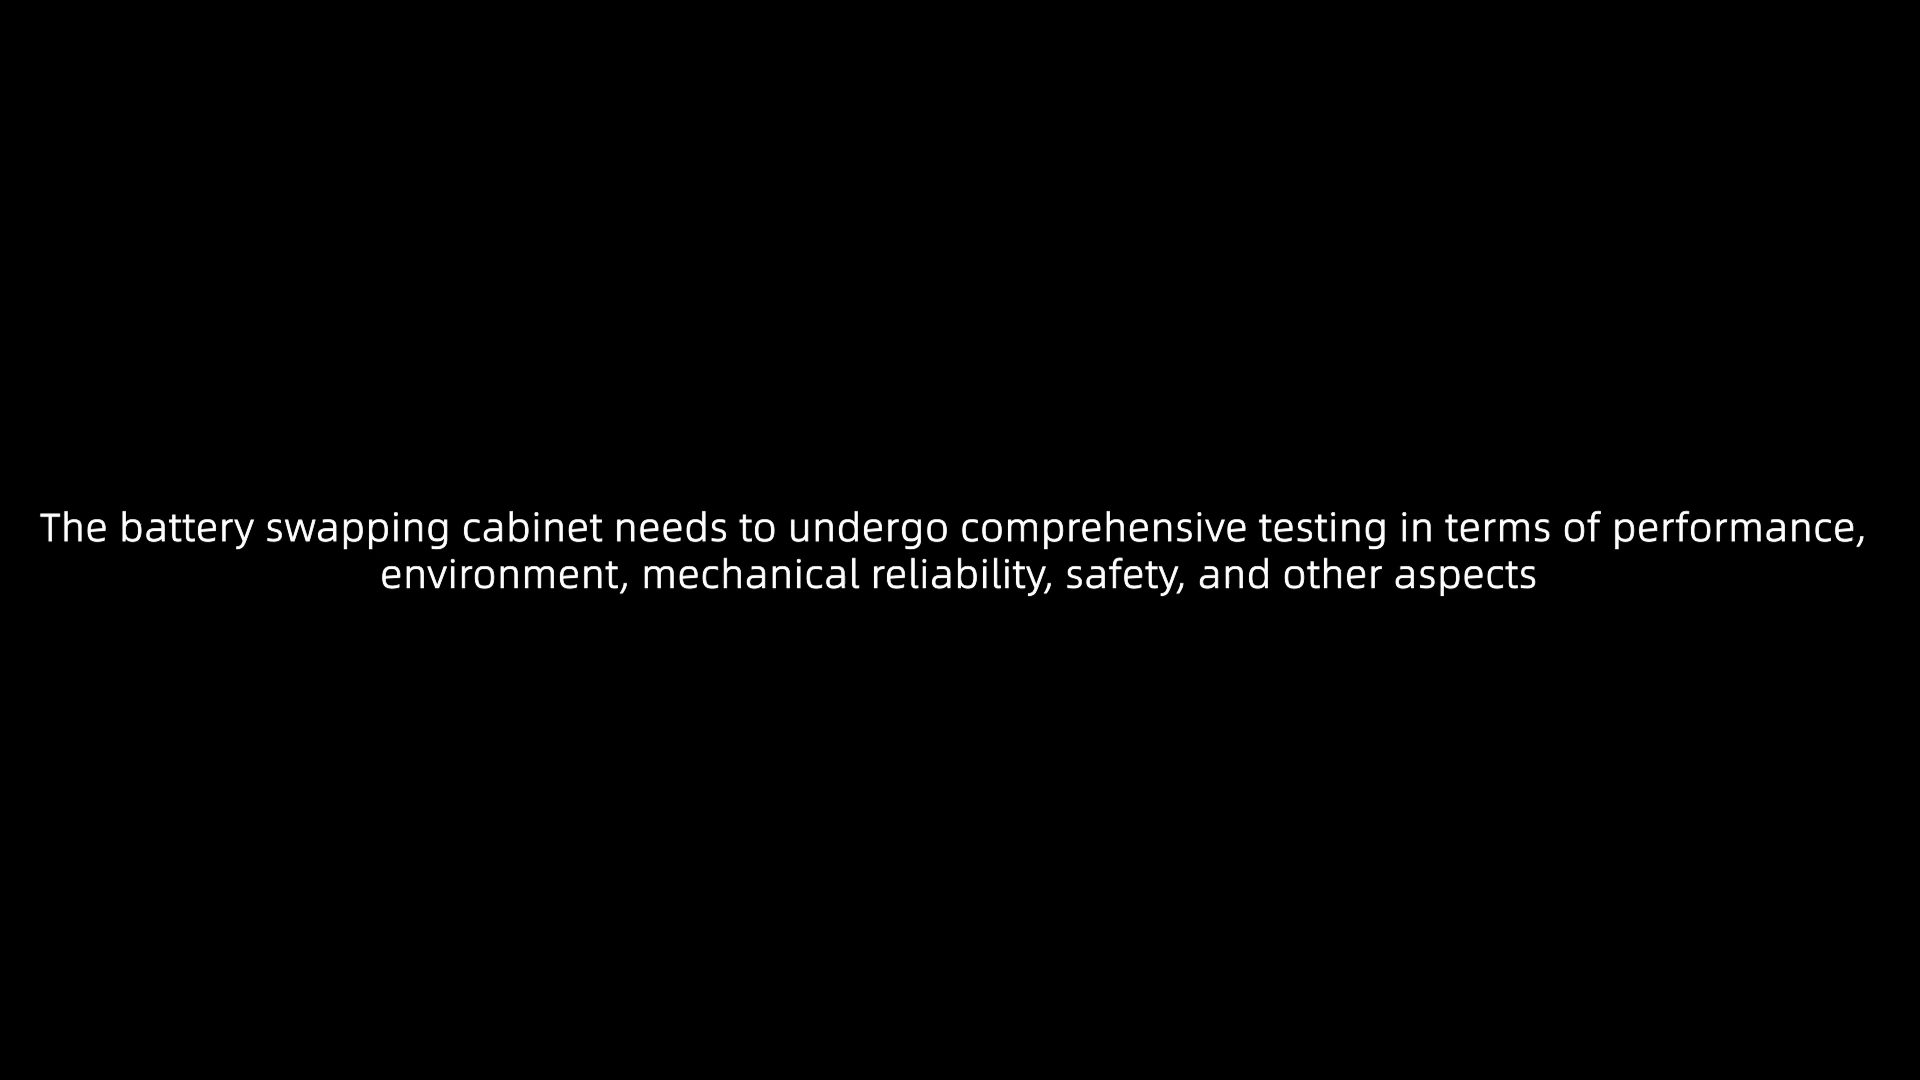 The battery swapping cabinet needs to undergo comprehensive testing in terms of performance,
environment, mechanical reliability, safety, and other aspects